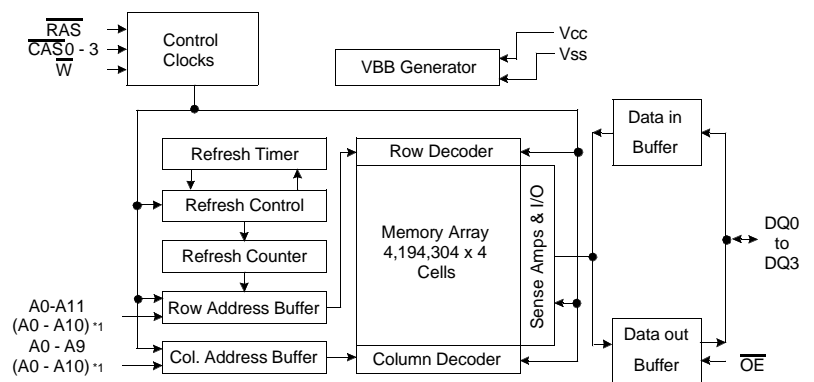 RAS
CAS0 - 3
W
Control
Clocks
VBB Generator
Vcc
Vss
Refresh Timer
Refresh Control
Refresh Counter
Row Address Buffer
Col. Address Buffer
Row Decoder
Memory Array
4,194,304 x 4
Cells
Column Decoder
Sense Amps & I/O
Data in
Buffer
Data out
Buffer
DQ0
to
DQ3
OE
A0-A11
(A0 - A10) *1
A0 - A9
(A0 - A10) *1